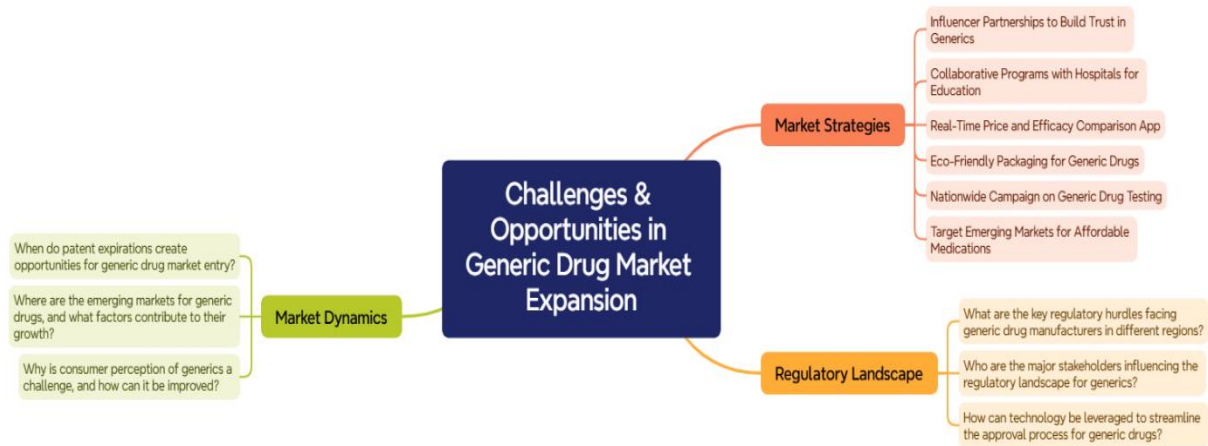 Challenges &
Opportunities in
Generic Drug Market
Expansion
Market Strategies
Influencer Partnerships to Build Trust in
Generics
Collaborative Programs with Hospitals for
Education
Real-Time Price and Efficacy Comparison App
Eco-Friendly Packaging for Generic Drugs
Nationwide Campaign on Generic Drug Testing
Target Emerging Markets for Affordable
Medications
Regulatory Landscape
What are the key regulatory hurdles facing
generic drug manufacturers in different regions?
Who are the major stakeholders influencing the
regulatory landscape for generics?
How can technology be leveraged to streamline
the approval process for generic drugs?
Market Dynamics
When do patent expirations create
opportunities for generic drug market entry?
Where are the emerging markets for generic
drugs, and what factors contribute to their
growth?
Why is consumer perception of generics a
challenge, and how can it be improved?